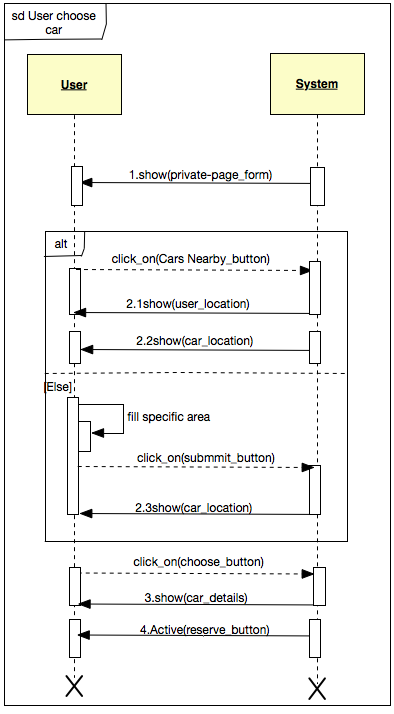 sd User choose
car
User
System
1.show(private-page_form)
alt
click_on(Cars Nearby_button)
2.1show(user_location)
2.2show(car_location)
[Else]
fill specific area
click_on(submmit_button)
2.3show(car_location)
click_on(choose_button)
3.show(car_details)
4.Active(reserve_button)